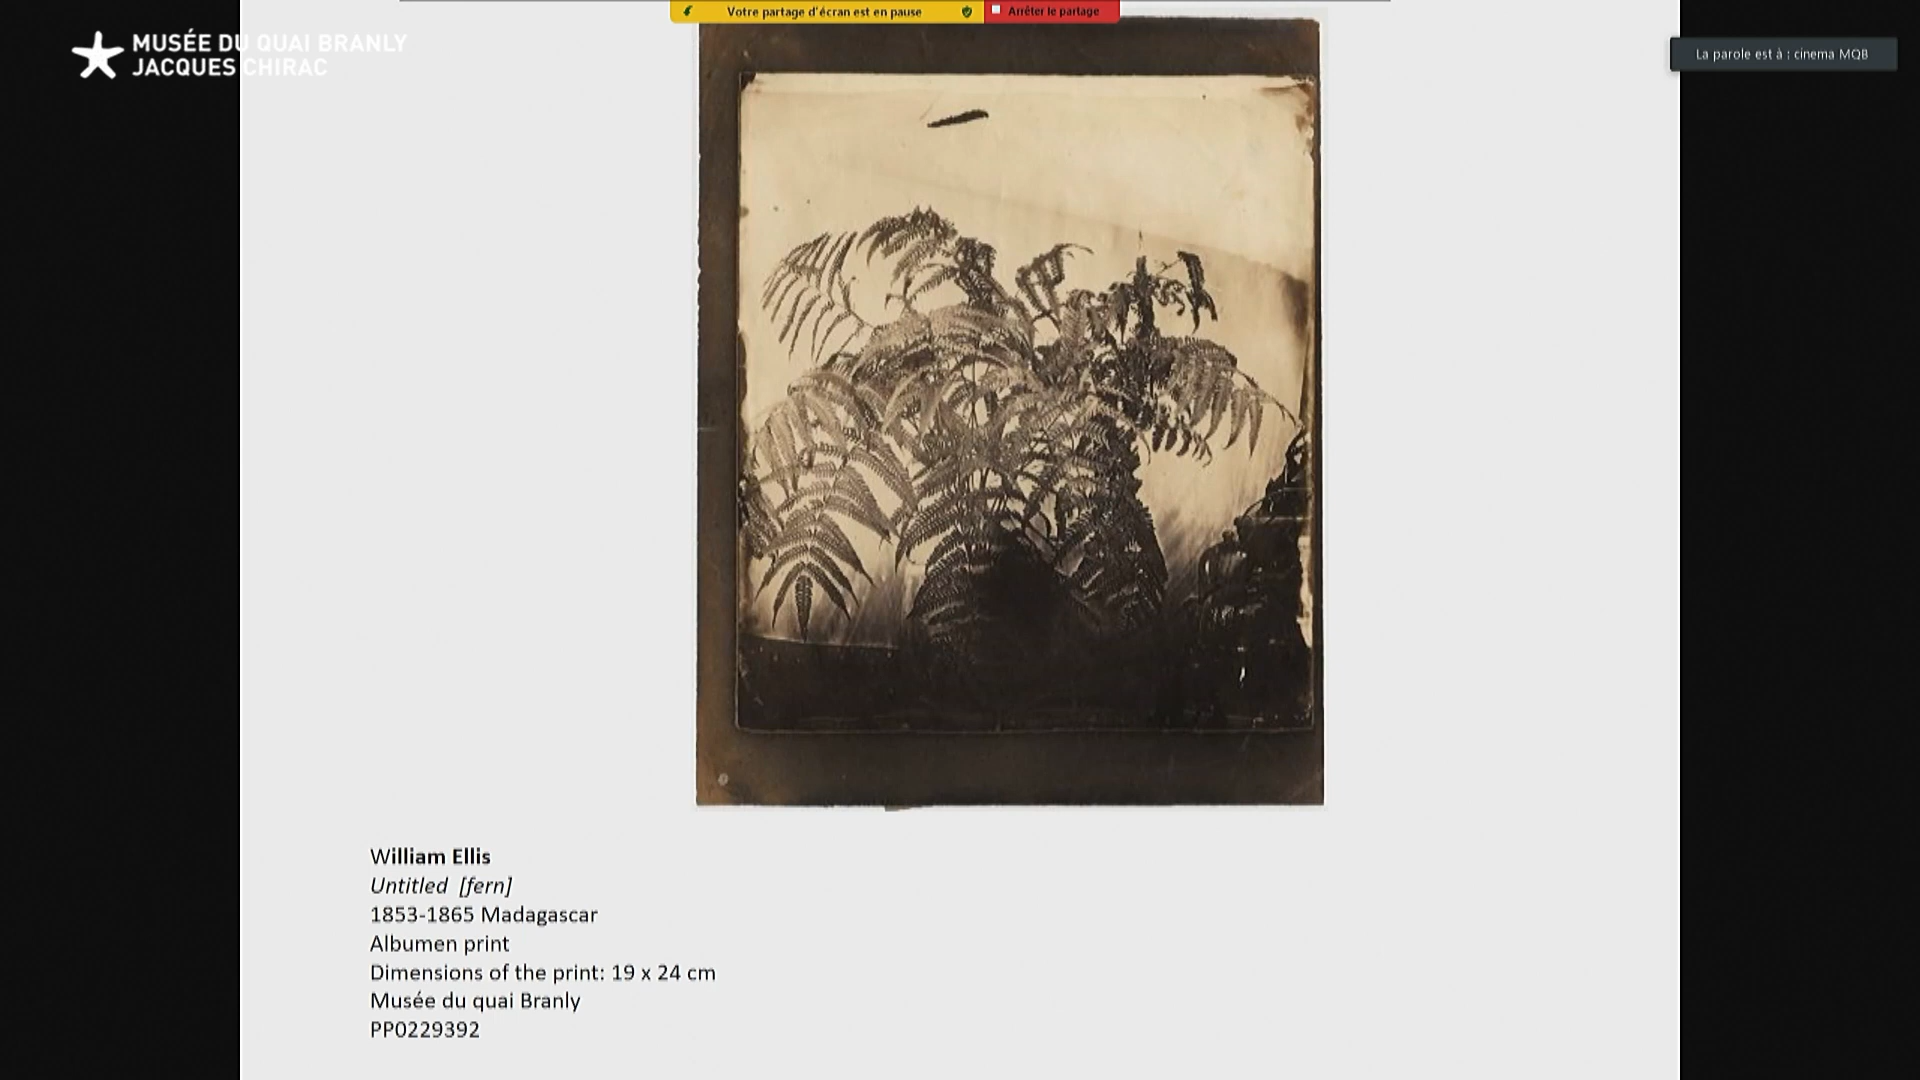 Votre partage d'écran est en pause
Arrêter le partage
MUSÉE DU QUAI BRANLY
JACQUES CHIRAC
La parole est à : cinema MQB
William Ellis
Untitled [fern]
1853-1865 Madagascar
Albumen print
Dimensions of the print: 19 x 24 cm
Musée du quai Branly
PP0229392